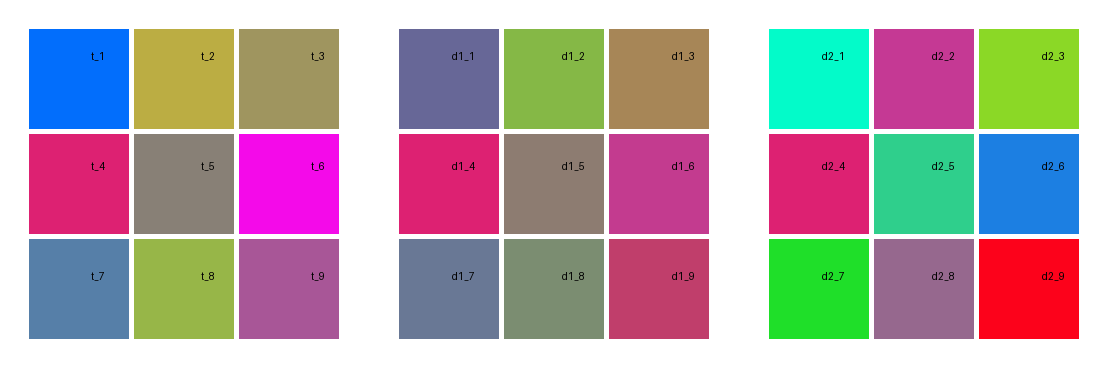 t_1 t_2 t_3 d1_1 d1_2 d1_3 d2_1 d2_2 d2_3
t_4 t_5 t_6 d1_4 d1_5 d1_6 d2_4 d2_5 d2_6
t_7 t_8 t_9 d1_7 d1_8 d1_9 d2_7 d2_8 d2_9